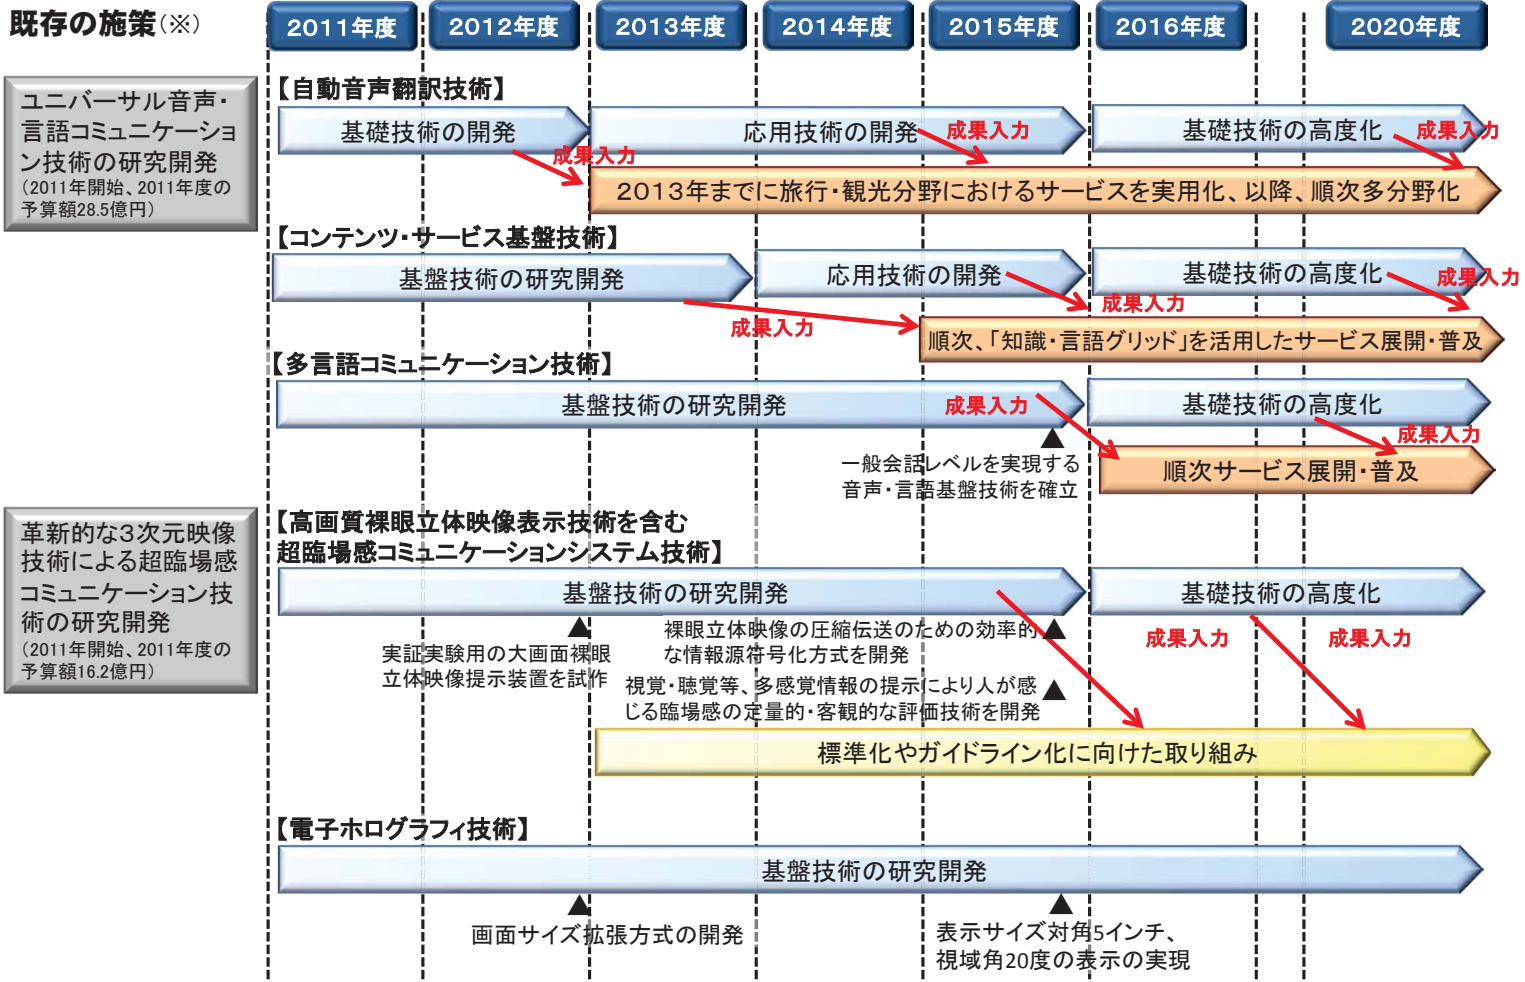 既存の施策(※)
2011年度
2012年度
2013年度
2014年度
2015年度
2016年度
2020年度
ユニバーサル音声・
言語コミュニケーショ
ン技術の研究開発
(2011年開始、2011年度の
予算額28.5億円)
【自動音声翻訳技術】
基礎技術の開発
応用技術の開発
成果入力
基礎技術の高度化
成果入力
成果入力
2013年までに旅行・観光分野におけるサービスを実用化、以降、順次多分野化
【コンテンツ・サービス基盤技術】
基盤技術の研究開発
応用技術の開発
基礎技術の高度化
成果入力
成果入力
成果入力
順次、「知識・言語グリッド」を活用したサービス展開・普及
【多言語コミュニケーション技術】
基盤技術の研究開発
成果入力
基礎技術の高度化
成果入力
一般会話レベルを実現する
音声・言語基盤技術を確立
順次サービス展開・普及
革新的な3次元映像
技術による超臨場感
コミュニケーション技
術の研究開発
(2011年開始、2011年度の
予算額16.2億円)
【高画質裸眼立体映像表示技術を含む
超臨場感コミュニケーションシステム技術】
基盤技術の研究開発
基礎技術の高度化
実証実験用の大画面裸眼
立体映像提示装置を試作
裸眼立体映像の圧縮伝送のための効率的
な情報源符号化方式を開発
視覚・聴覚等、多感覚情報の提示により人が感
じる臨場感の定量的・客観的な評価技術を開発
成果入力
成果入力
標準化やガイドライン化に向けた取り組み
【電子ホログラフィ技術】
基盤技術の研究開発
画面サイズ拡張方式の開発
表示サイズ対角5インチ、
視域角20度の表示の実現